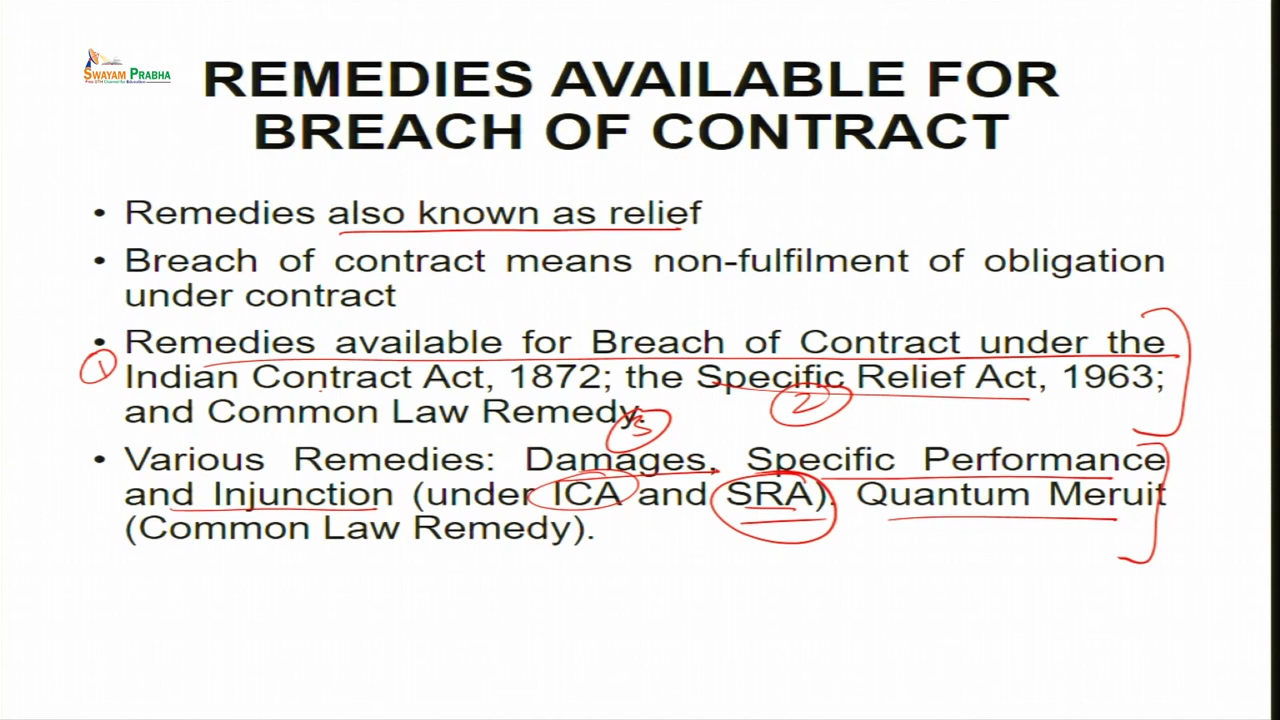 SWAYAM PRABHA
REMEDIES AVAILABLE FOR
BREACH OF CONTRACT
• Remedies also known as relief
• Breach of contract means non-fulfilment of obligation
under contract
• Remedies available for Breach of Contract under the
1
Indian Contract Act, 1872; the Specific Relief Act, 1963;
2
and Common Law Remedy.
3
• Various Remedies: Damages, Specific Performance
and Injunction (under ICA and SRA). Quantum Meruit
(Common Law Remedy).